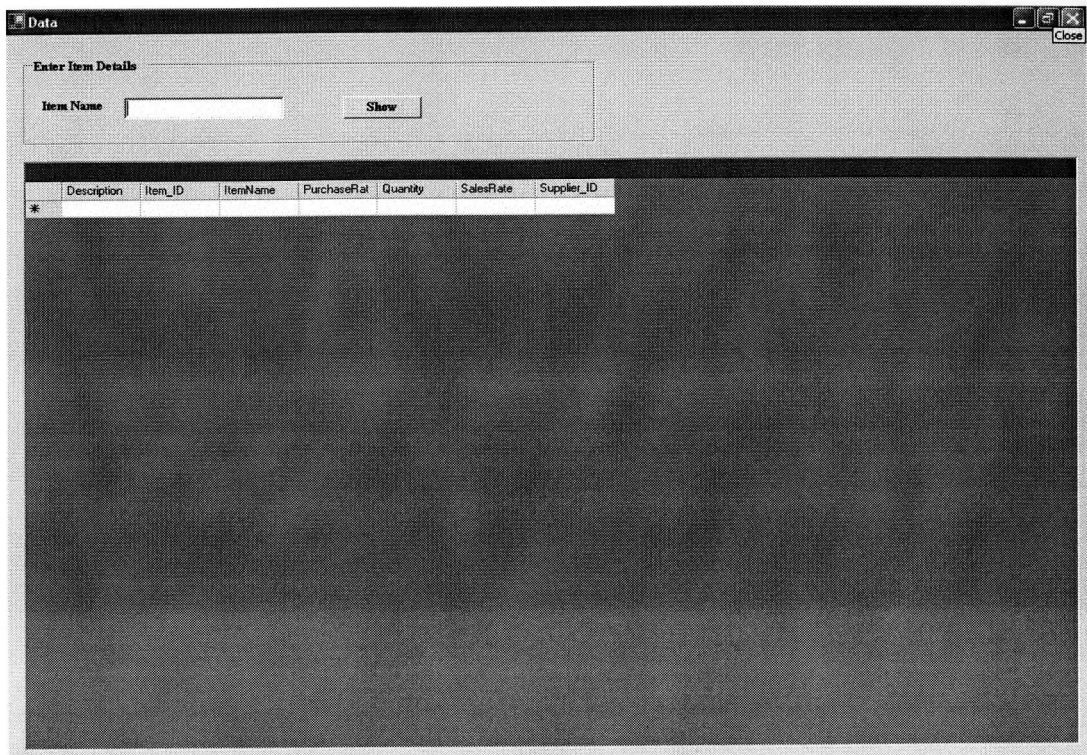 Data
Close
Enter Item Details
Item Name
Show
Description Item_ID ItemName PurchaseRat Quantity SalesRate Supplier_ID
*